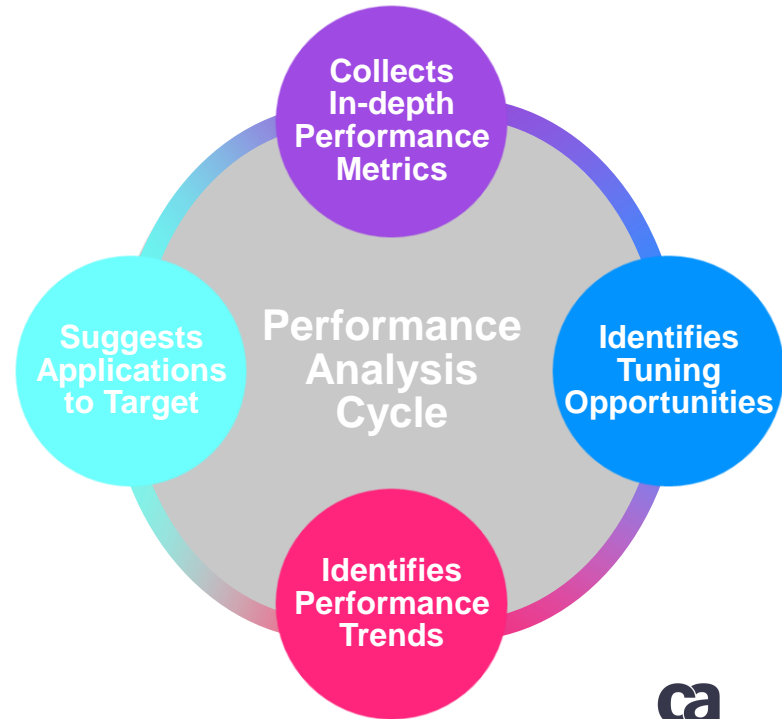 Collects
In-depth
Performance
Metrics
Suggests
Applications
to Target
Performance
Analysis
Cycle
Identifies
Tuning
Opportunities
Identifies
Performance
Trends
ca